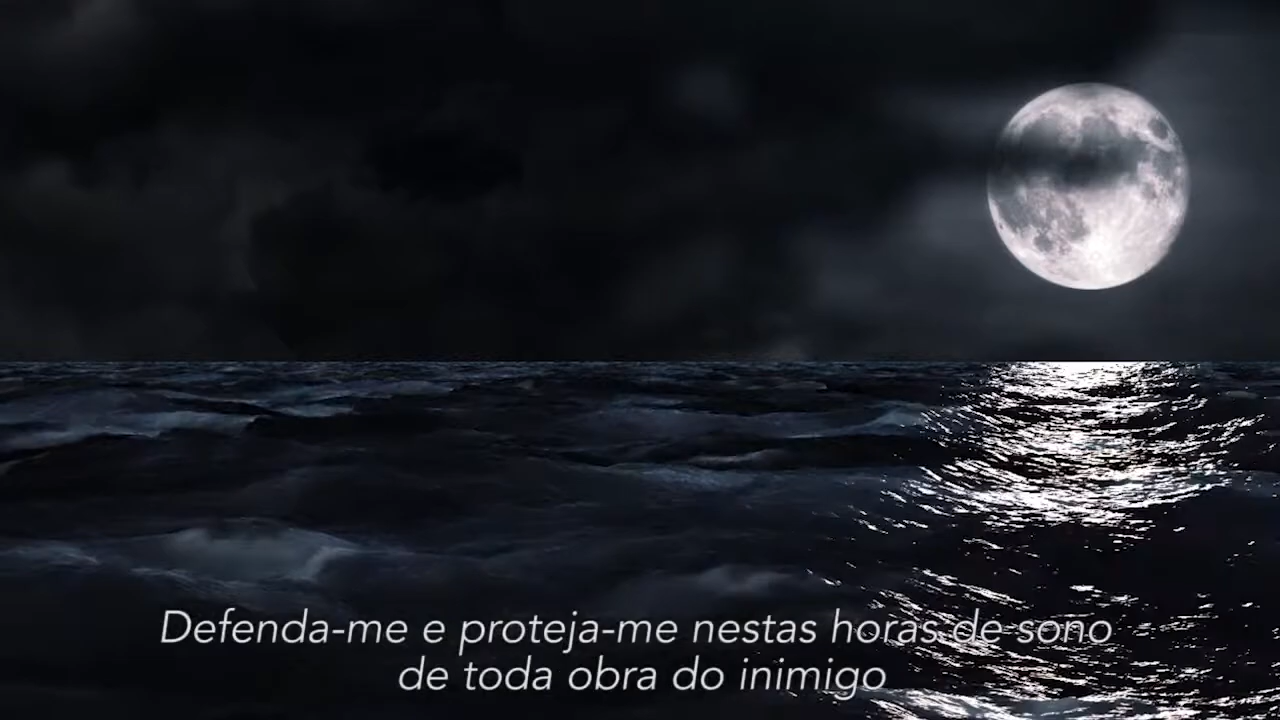 Defenda-me e proteja-me nestas horas de sono
de toda obra do inimigo